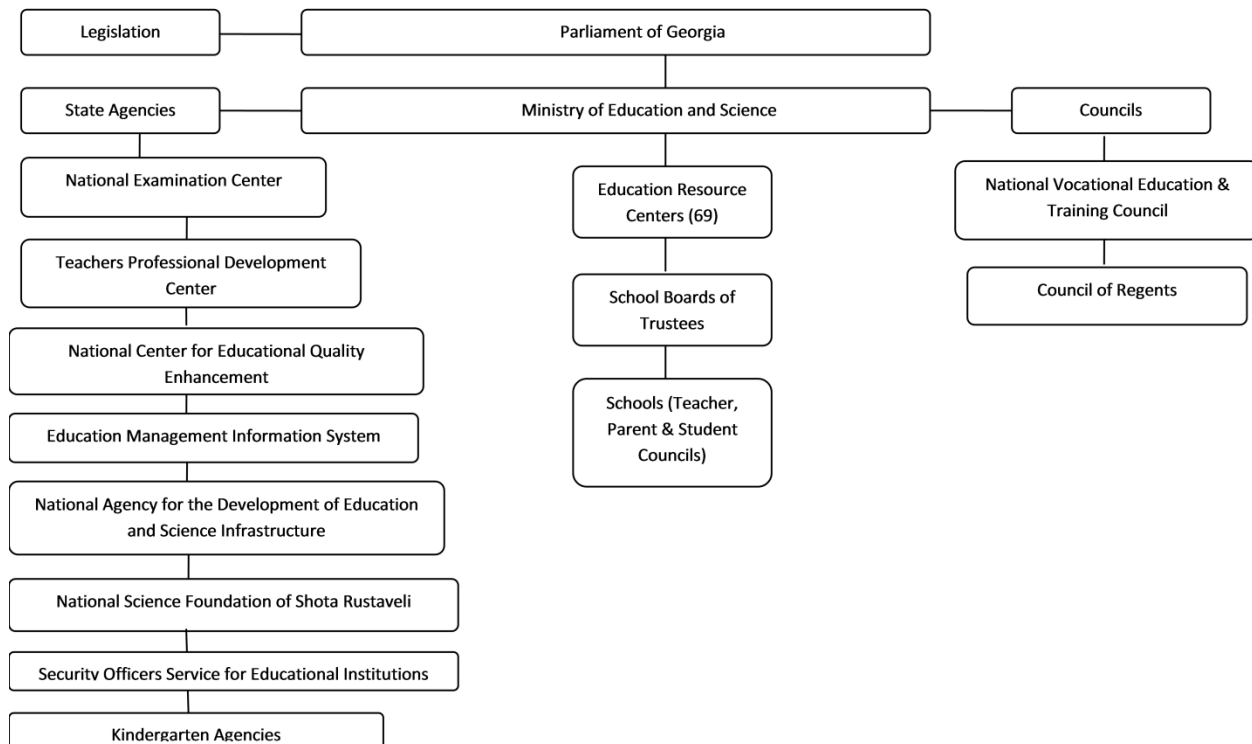 Legislation
Parliament of Georgia
State Agencies
Ministry of Education and Science
Councils
National Examination Center
Education Resource
Centers (69)
National Vocational Education &
Training Council
Teachers Professional Development
Center
School Boards of
Trustees
Council of Regents
National Center for Educational Quality
Enhancement
Schools (Teacher,
Parent & Student
Councils)
Education Management Information System
National Agency for the Development of Education
and Science Infrastructure
National Science Foundation of Shota Rustaveli
Security Officers Service for Educational Institutions
Kindergarten Agencies